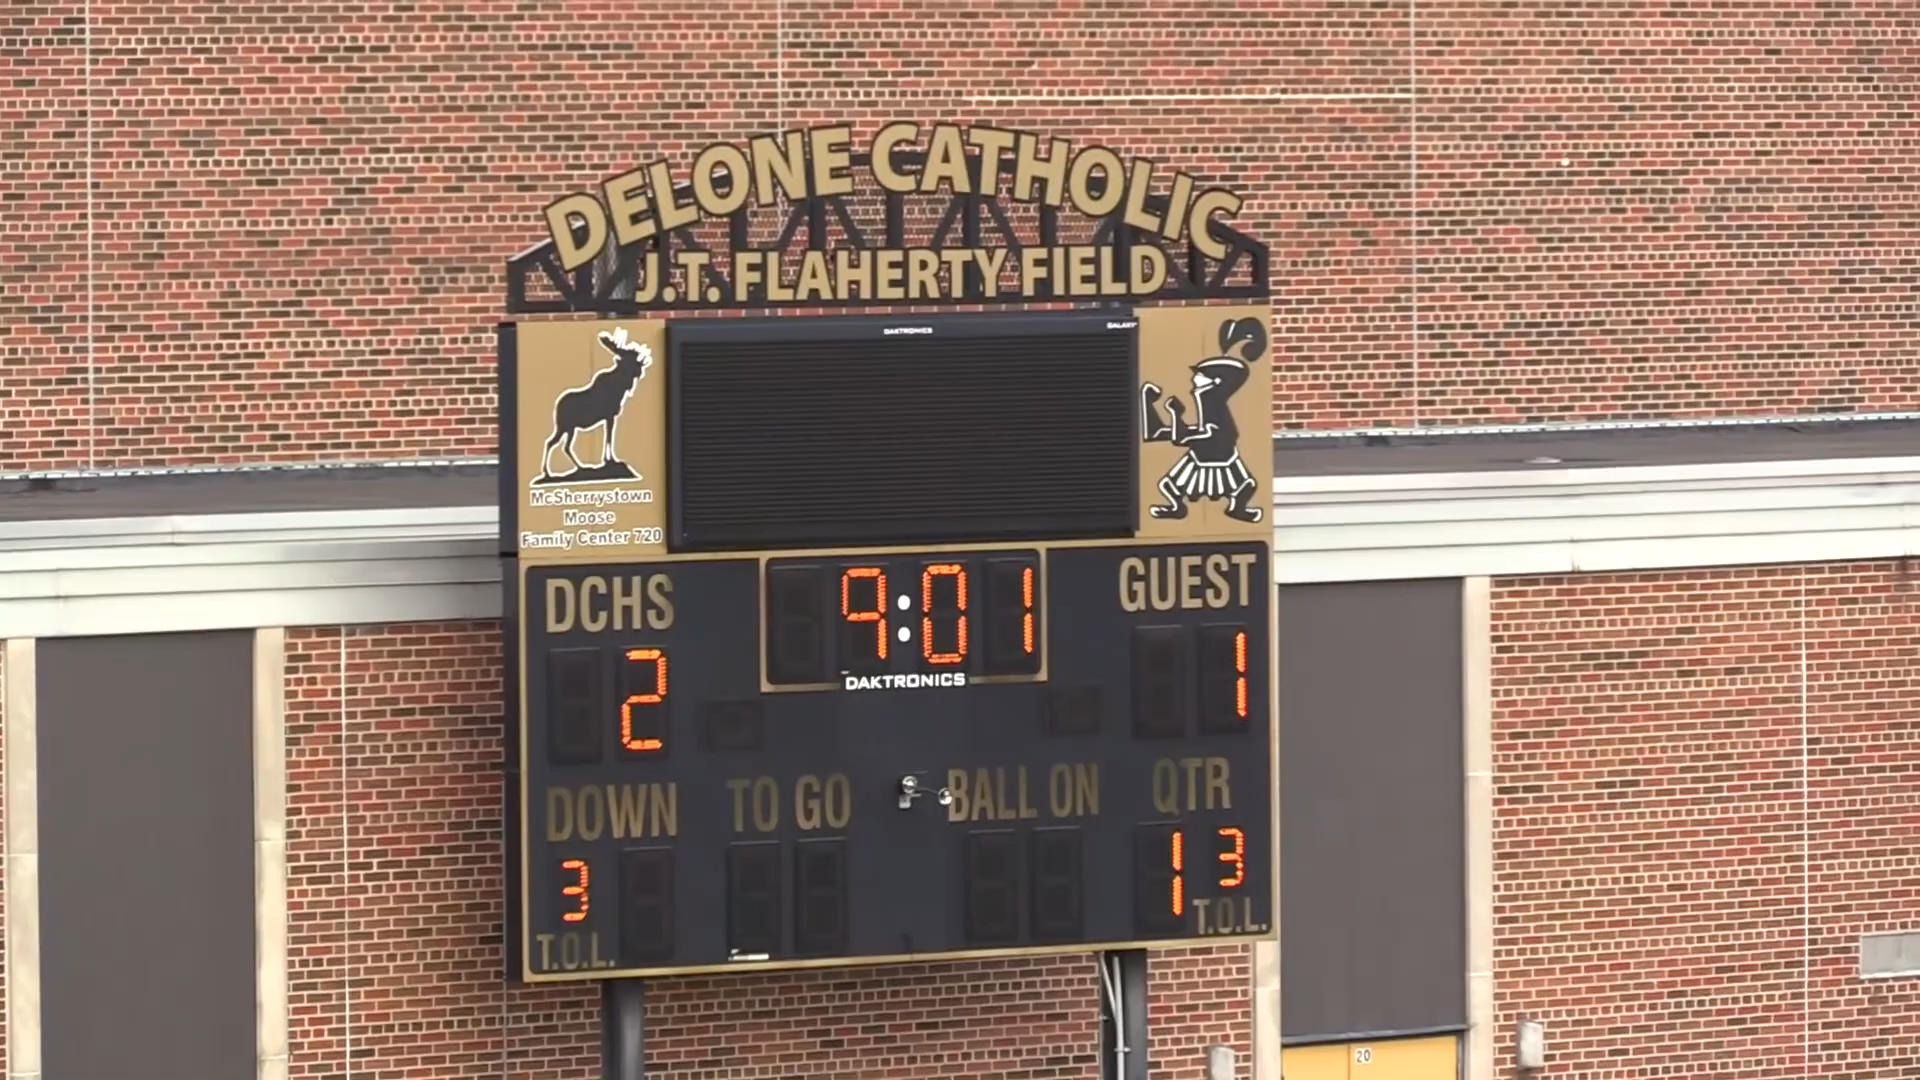 DELONE CATHOLIC
J.T. FLAHERTY FIELD
DAKTRONICS
GALAXY
McSherrystown
Moose
Family Center 720
DCHS
9:01
GUEST
2
1
DAKTRONICS
DOWN
TO GO
BALL ON
QTR
3
1
3
T.O.L.
T.O.L.
20